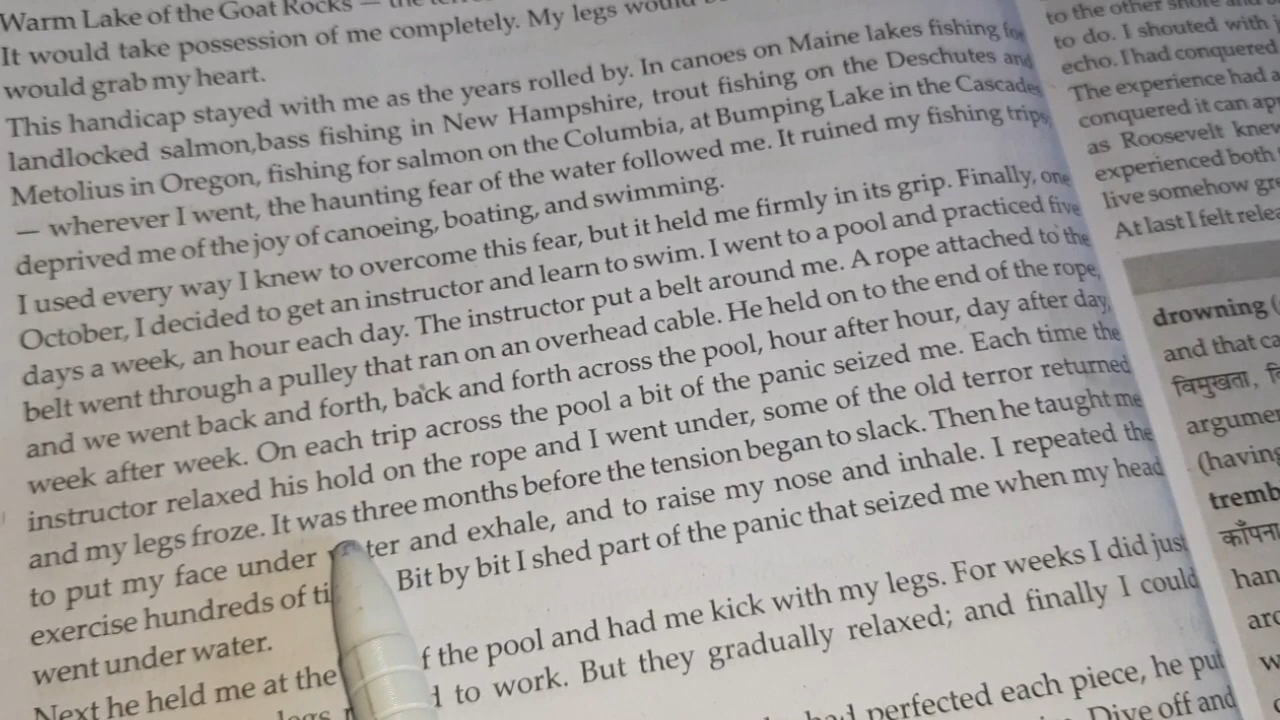 Warm Lake of the Goat Rocks —
It would take possession of me completely. My legs would
would grab my heart.
This handicap stayed with me as the years rolled by. In canoes on Maine lakes fishing for
landlocked salmon,bass fishing in New Hampshire, trout fishing on the Deschutes and
Metolius in Oregon, fishing for salmon on the Columbia, at Bumping Lake in the Cascades
— wherever I went, the haunting fear of the water followed me. It ruined my fishing trips,
deprived me of the joy of canoeing, boating, and swimming.
I used every way I knew to overcome this fear, but it held me firmly in its grip. Finally, one
October, I decided to get an instructor and learn to swim. I went to a pool and practiced five
days a week, an hour each day. The instructor put a belt around me. A rope attached to the
belt went through a pulley that ran on an overhead cable. He held on to the end of the rope,
and we went back and forth, back and forth across the pool, hour after hour, day after day,
week after week. On each trip across the pool a bit of the panic seized me. Each time the
instructor relaxed his hold on the rope and I went under, some of the old terror returned
and my legs froze. It was three months before the tension began to slack. Then he taught me
to put my face under ter and exhale, and to raise my nose and inhale. I repeated the
exercise hundreds of ti Bit by bit I shed part of the panic that seized me when my head
went under water.
Next he held me at the f the pool and had me kick with my legs. For weeks I did just
to work. But they gradually relaxed; and finally I could
had perfected each piece, he put
Dive off and
to the other shore and
to do. I shouted with
echo. I had conquered
The experience had a
conquered it can
as Roosevelt knew
experienced both
live somehow
At last I felt
drowning (
and that
विमुखता,
(having
काँपना